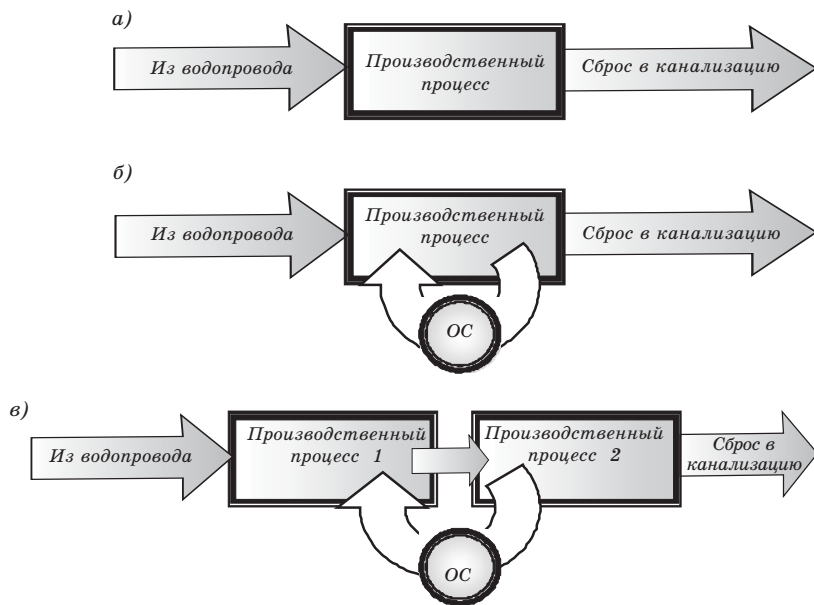 а)
Из водопровода
Производственный
процесс
Сброс в канализацию
б)
Из водопровода
Производственный
процесс
Сброс в канализацию
ОС
в)
Из водопровода
Производственный
процесс 1
Производственный
процесс 2
Сброс в
канализацию
ОС